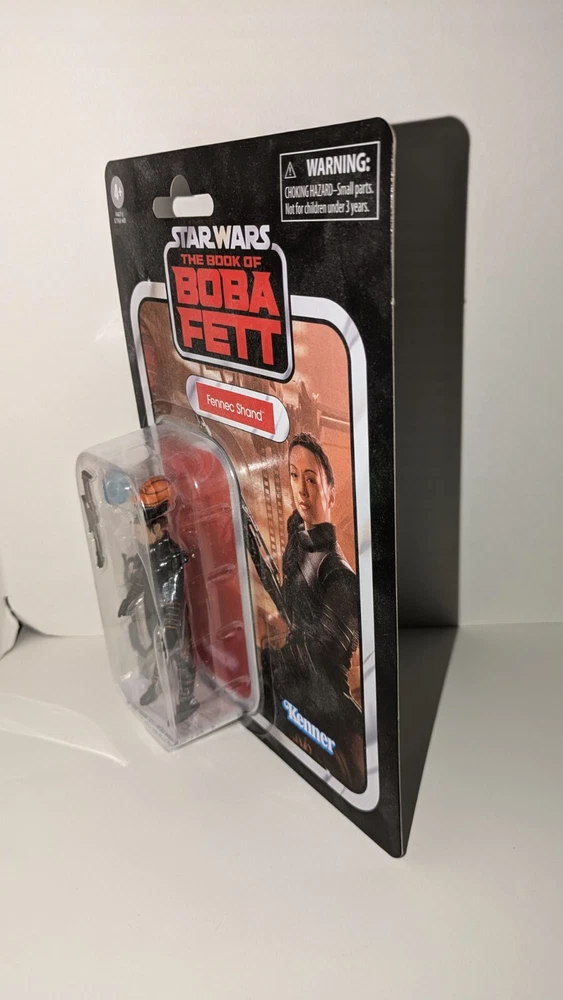 4+
WARNING:
CHOKING HAZARD–Small parts.
Not for children under 3 years.
STAR WARS
THE BOOK OF
BOBA
FETT
Fennec Shand™
Kenner